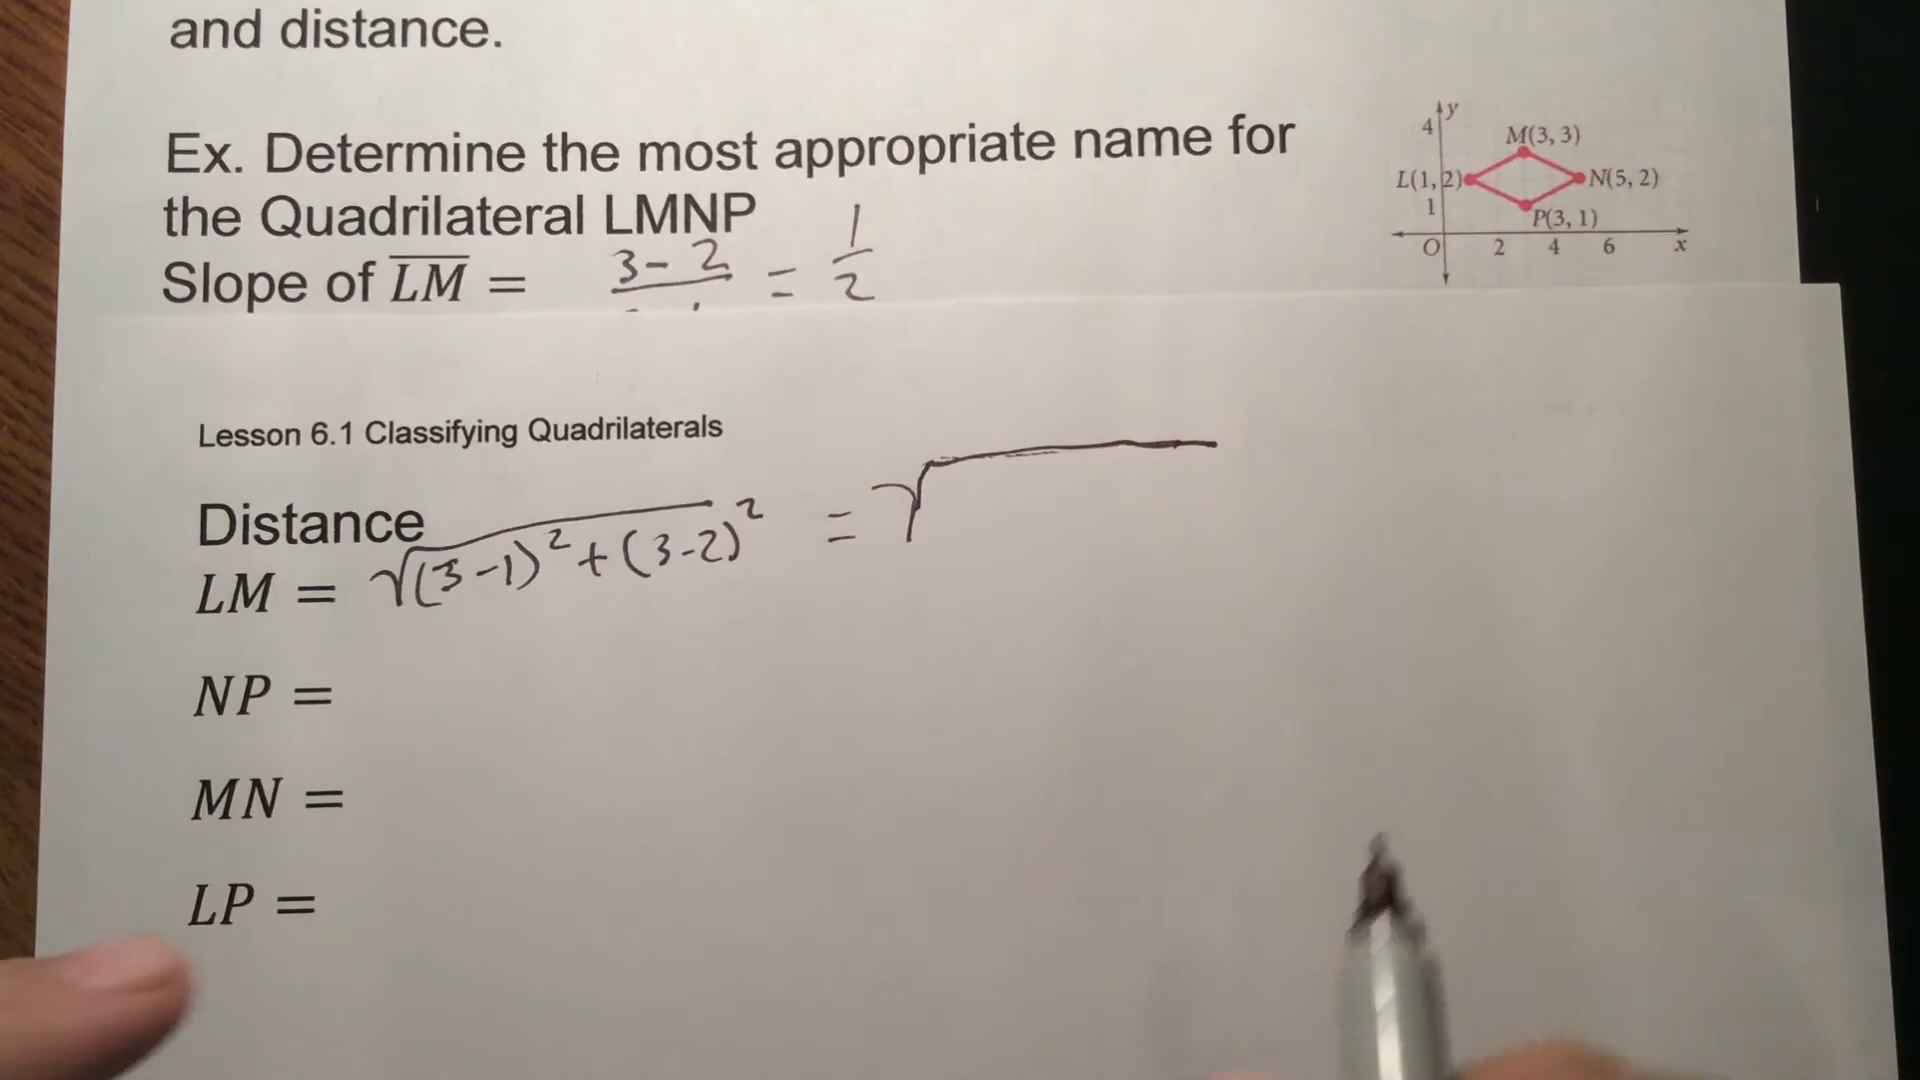 and distance.
Ex. Determine the most appropriate name for
the Quadrilateral LMNP
Slope of LM = 3-2 = 1/2
y
4
M(3, 3)
L(1, 2)
N(5, 2)
1
P(3, 1)
O 2 4 6 x
Lesson 6.1 Classifying Quadrilaterals
Distance
LM = √(3-1)² + (3-2)² = √
NP =
MN =
LP =